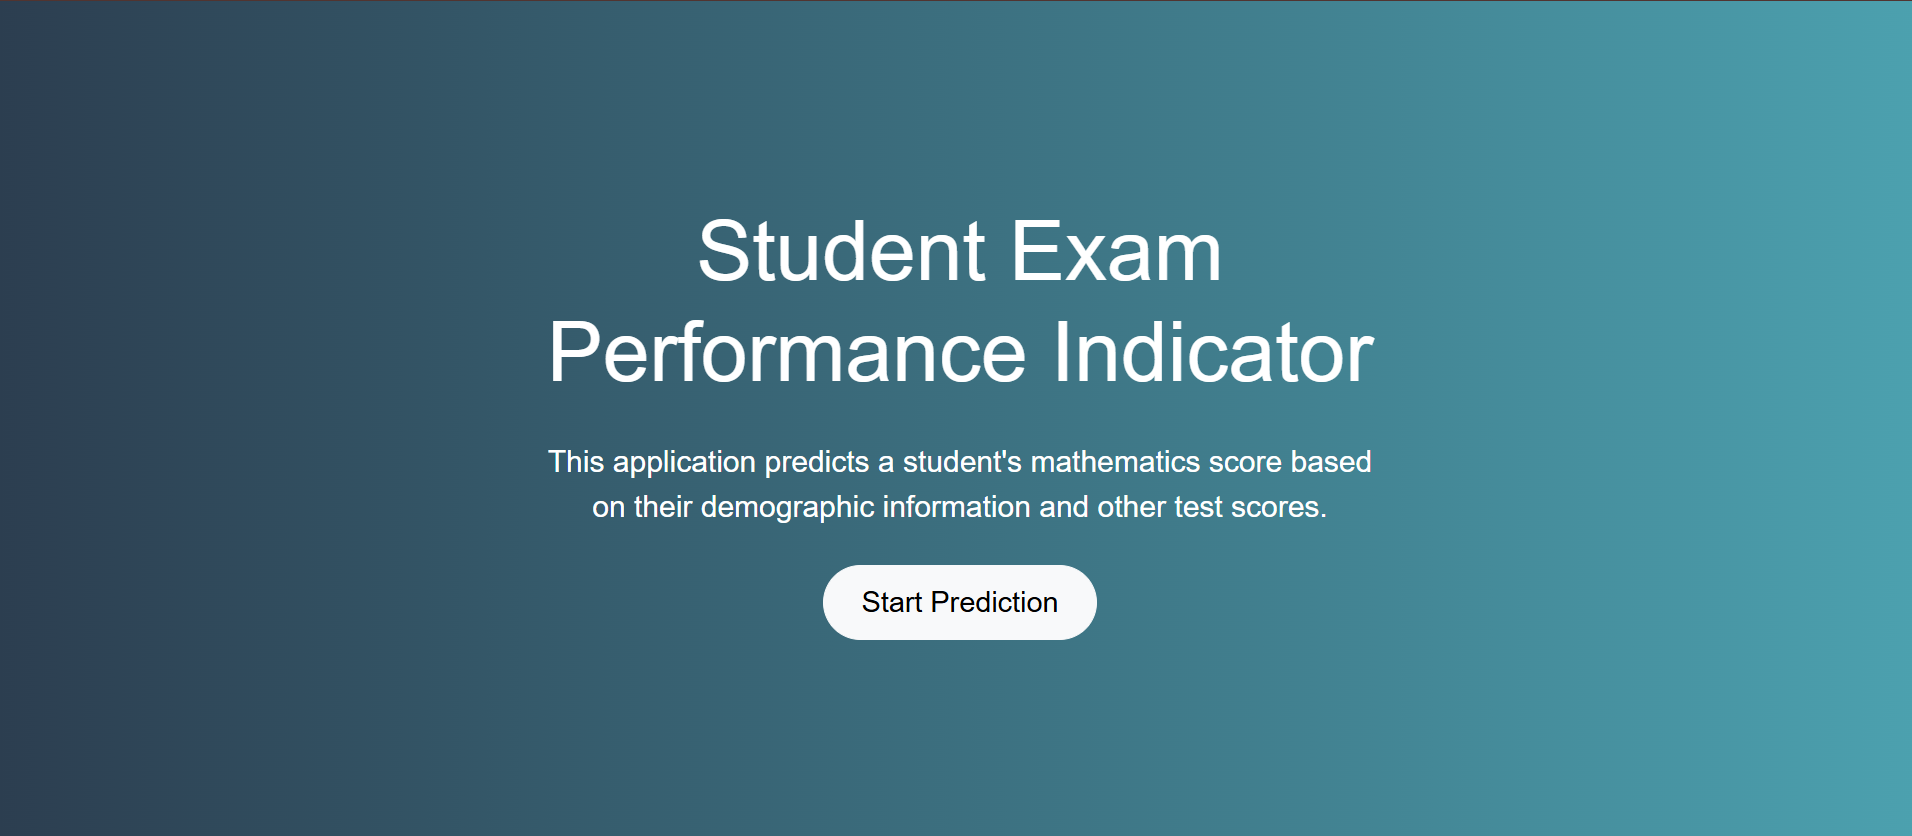 Student Exam
Performance Indicator
This application predicts a student's mathematics score based
on their demographic information and other test scores.
Start Prediction